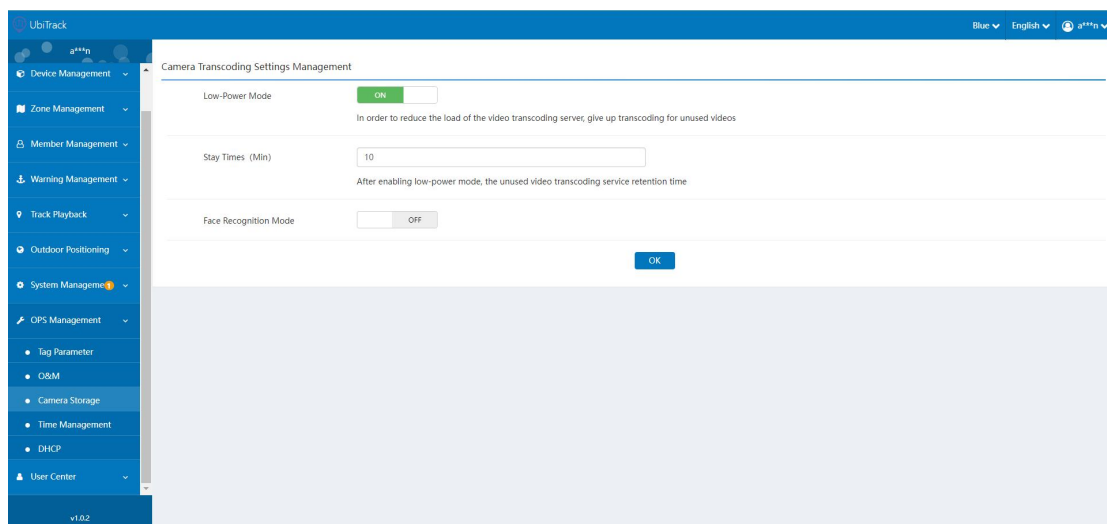 UbiTrack
Blue English a***n
a***n
Device Management
Zone Management
Member Management
Warning Management
Track Playback
Outdoor Positioning
System Manageme 1
OPS Management
Tag Parameter
O&M
Camera Storage
Time Management
DHCP
User Center
v1.0.2
Camera Transcoding Settings Management
Low-Power Mode ON
In order to reduce the load of the video transcoding server, give up transcoding for unused videos
Stay Times (Min) 10
After enabling low-power mode, the unused video transcoding service retention time
Face Recognition Mode OFF
OK